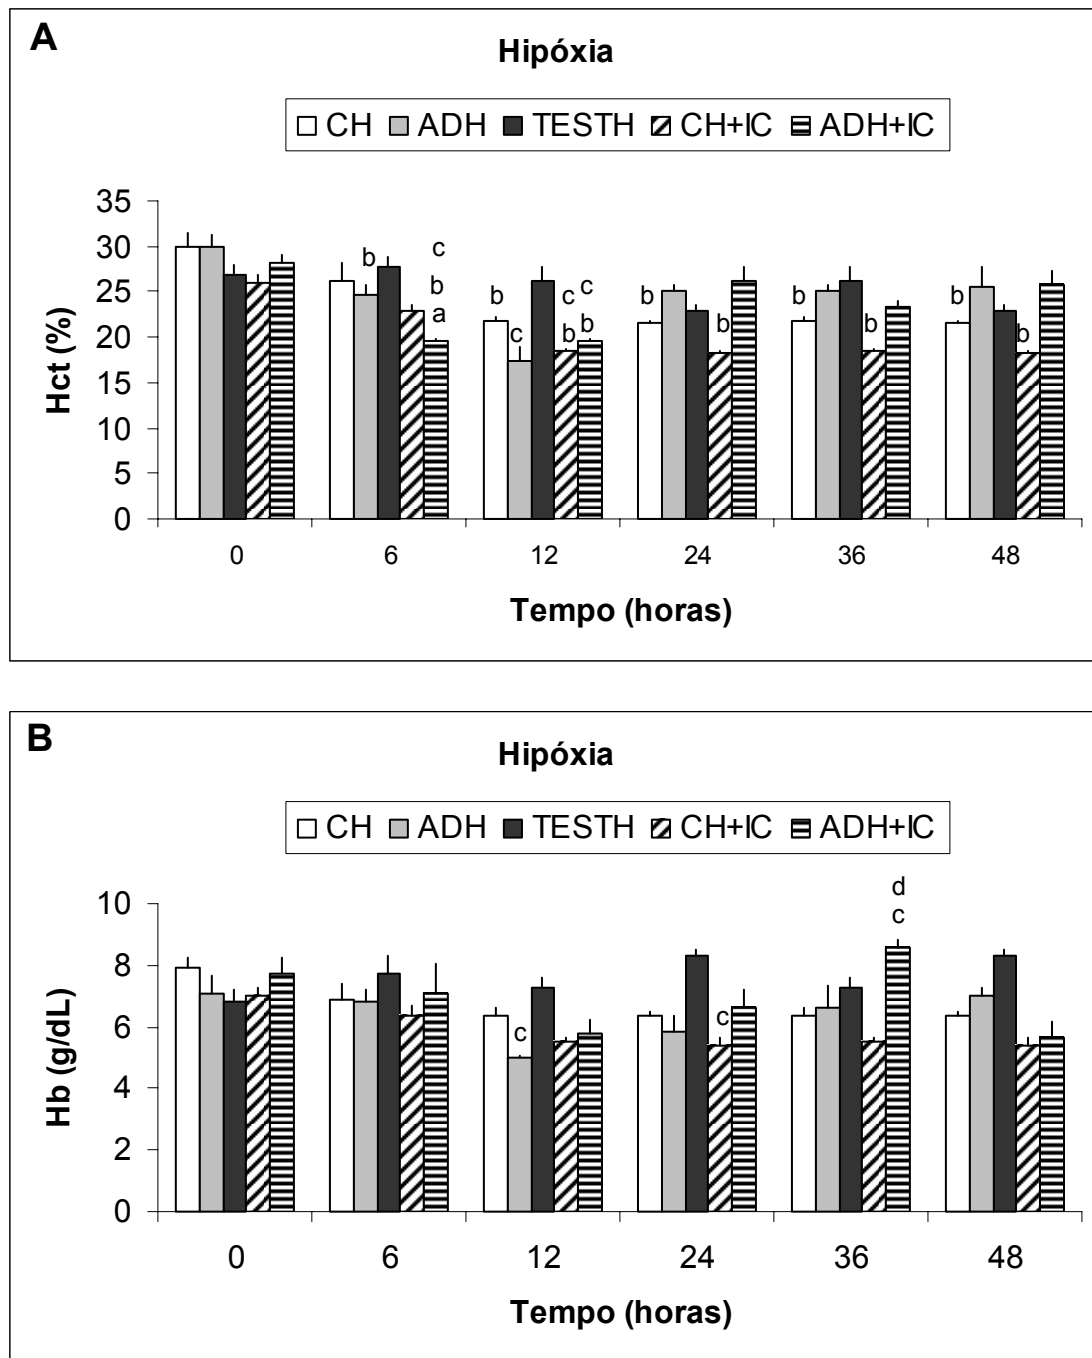 A
Hipóxia
CH ADH TESTH CH+IC ADH+IC
35
30
25
20
15
10
5
0
Hct (%)
b
c
b
a
b
c
c
b
c
b
b
b
b
b
b
b
0 6 12 24 36 48
Tempo (horas)
B
Hipóxia
CH ADH TESTH CH+IC ADH+IC
10
8
6
4
2
0
Hb (g/dL)
c
c
d
c
0 6 12 24 36 48
Tempo (horas)